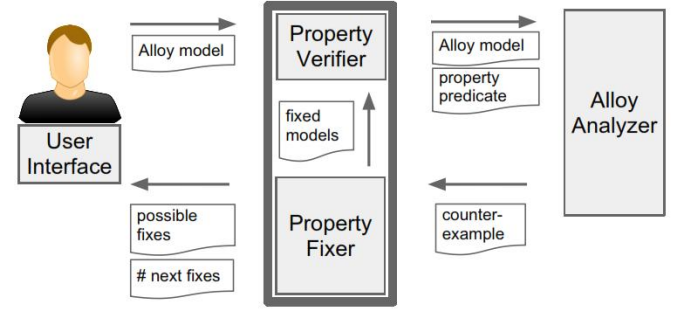 Alloy model
Property
Verifier
Alloy model
property
predicate
Alloy
Analyzer
fixed
models
User
Interface
possible
fixes
# next fixes
Property
Fixer
counter-
example